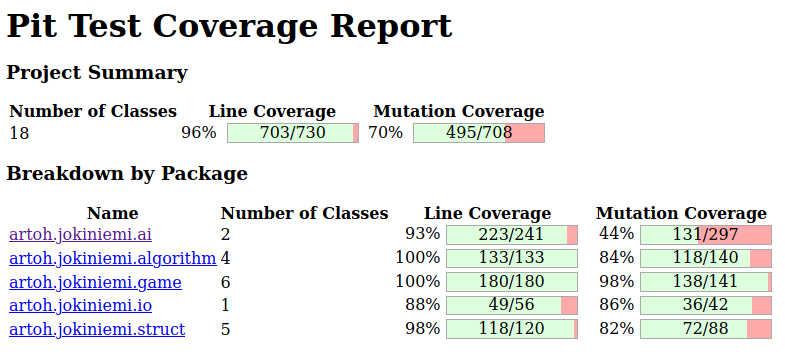 Pit Test Coverage Report
Project Summary
Number of Classes Line Coverage Mutation Coverage
18 96% 703/730 70% 495/708
Breakdown by Package
Name Number of Classes Line Coverage Mutation Coverage
artoh.jokiniemi.ai 2 93% 223/241 44% 131/297
artoh.jokiniemi.algorithm 4 100% 133/133 84% 118/140
artoh.jokiniemi.game 6 100% 180/180 98% 138/141
artoh.jokiniemi.io 1 88% 49/56 86% 36/42
artoh.jokiniemi.struct 5 98% 118/120 82% 72/88